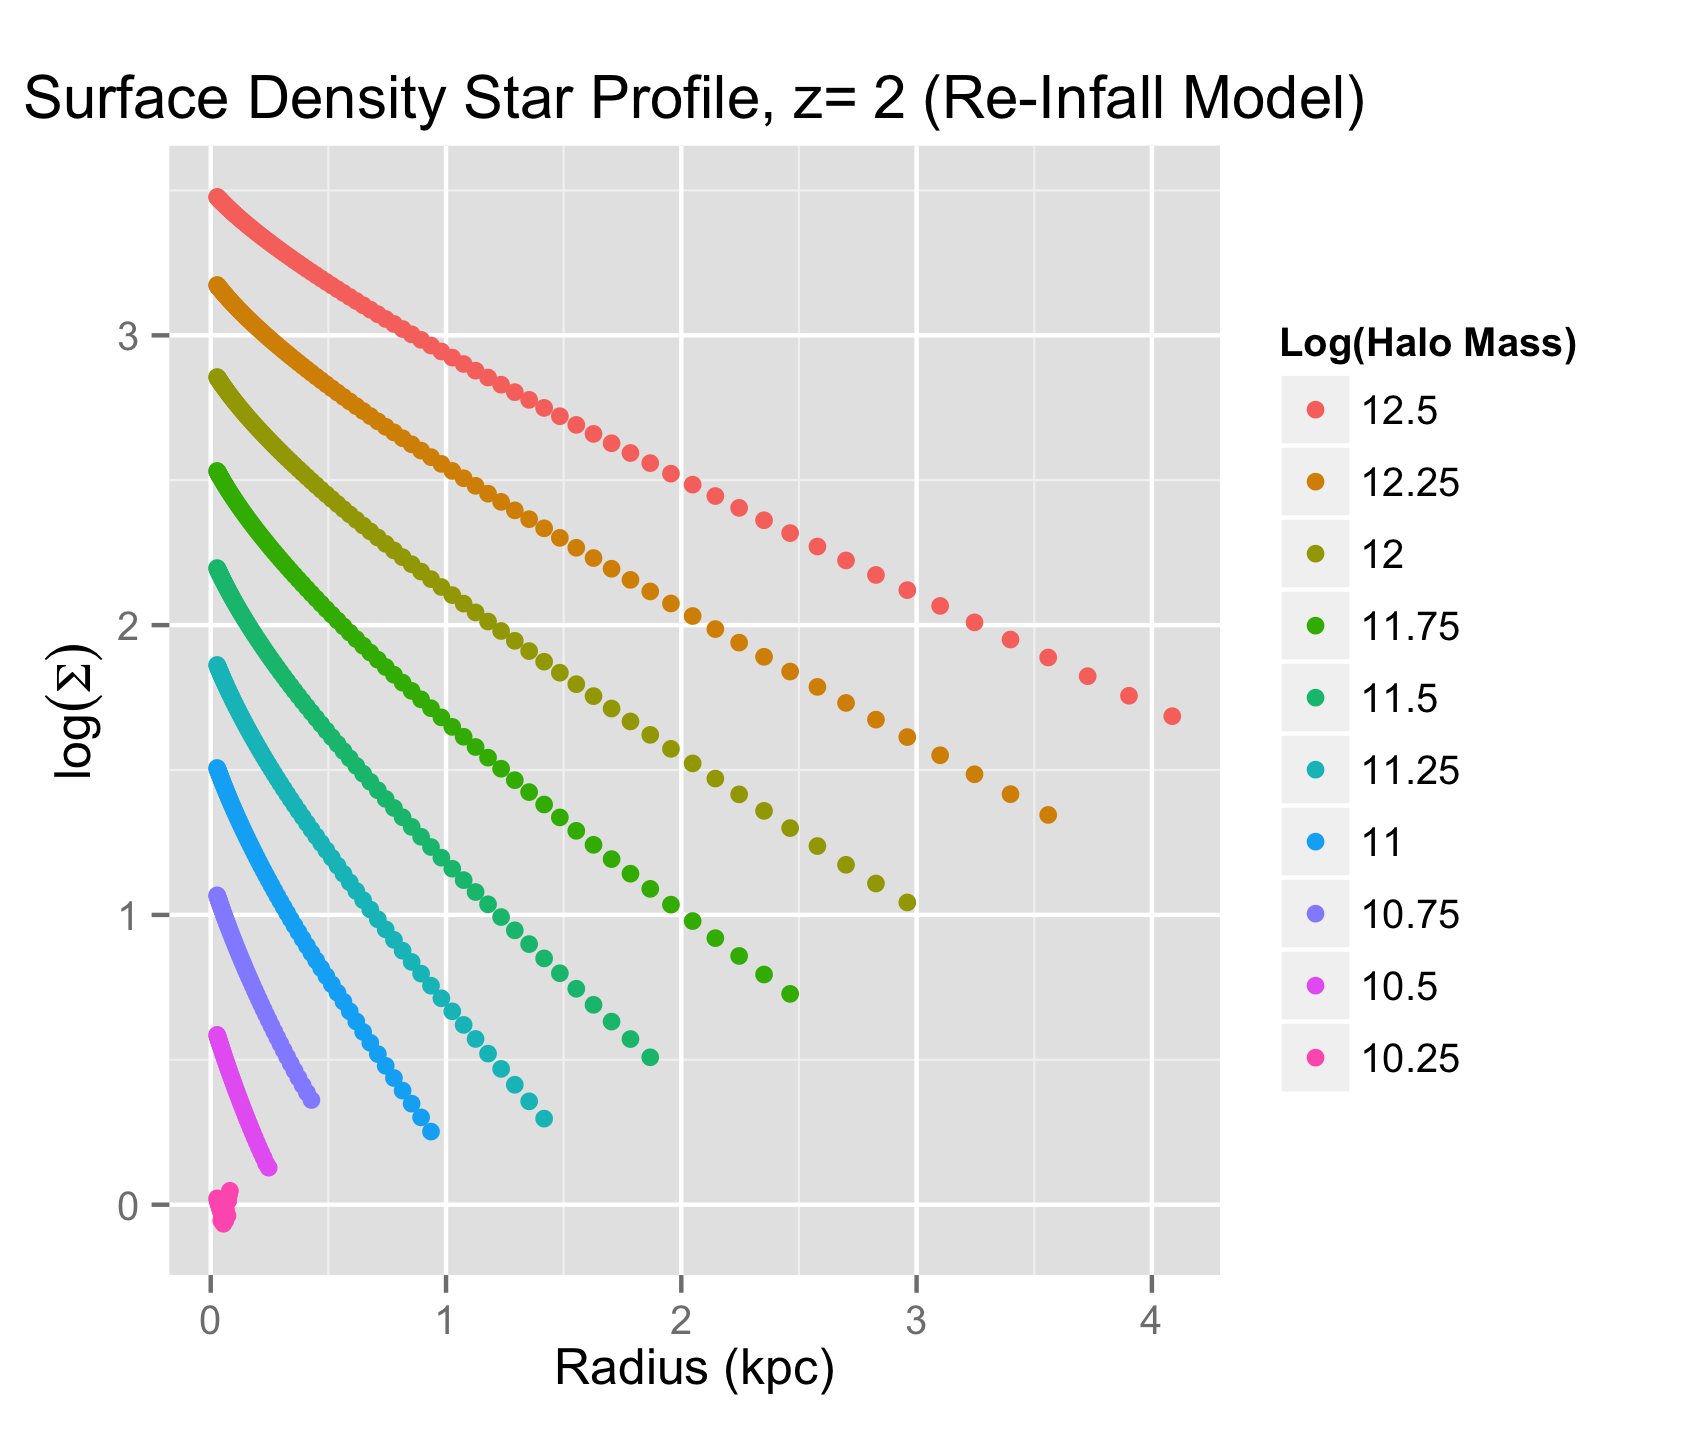 Surface Density Star Profile, z= 2 (Re-Infall Model)
3
2
1
0
log(Σ)
0 1 2 3 4
Radius (kpc)
Log(Halo Mass)
12.5
12.25
12
11.75
11.5
11.25
11
10.75
10.5
10.25